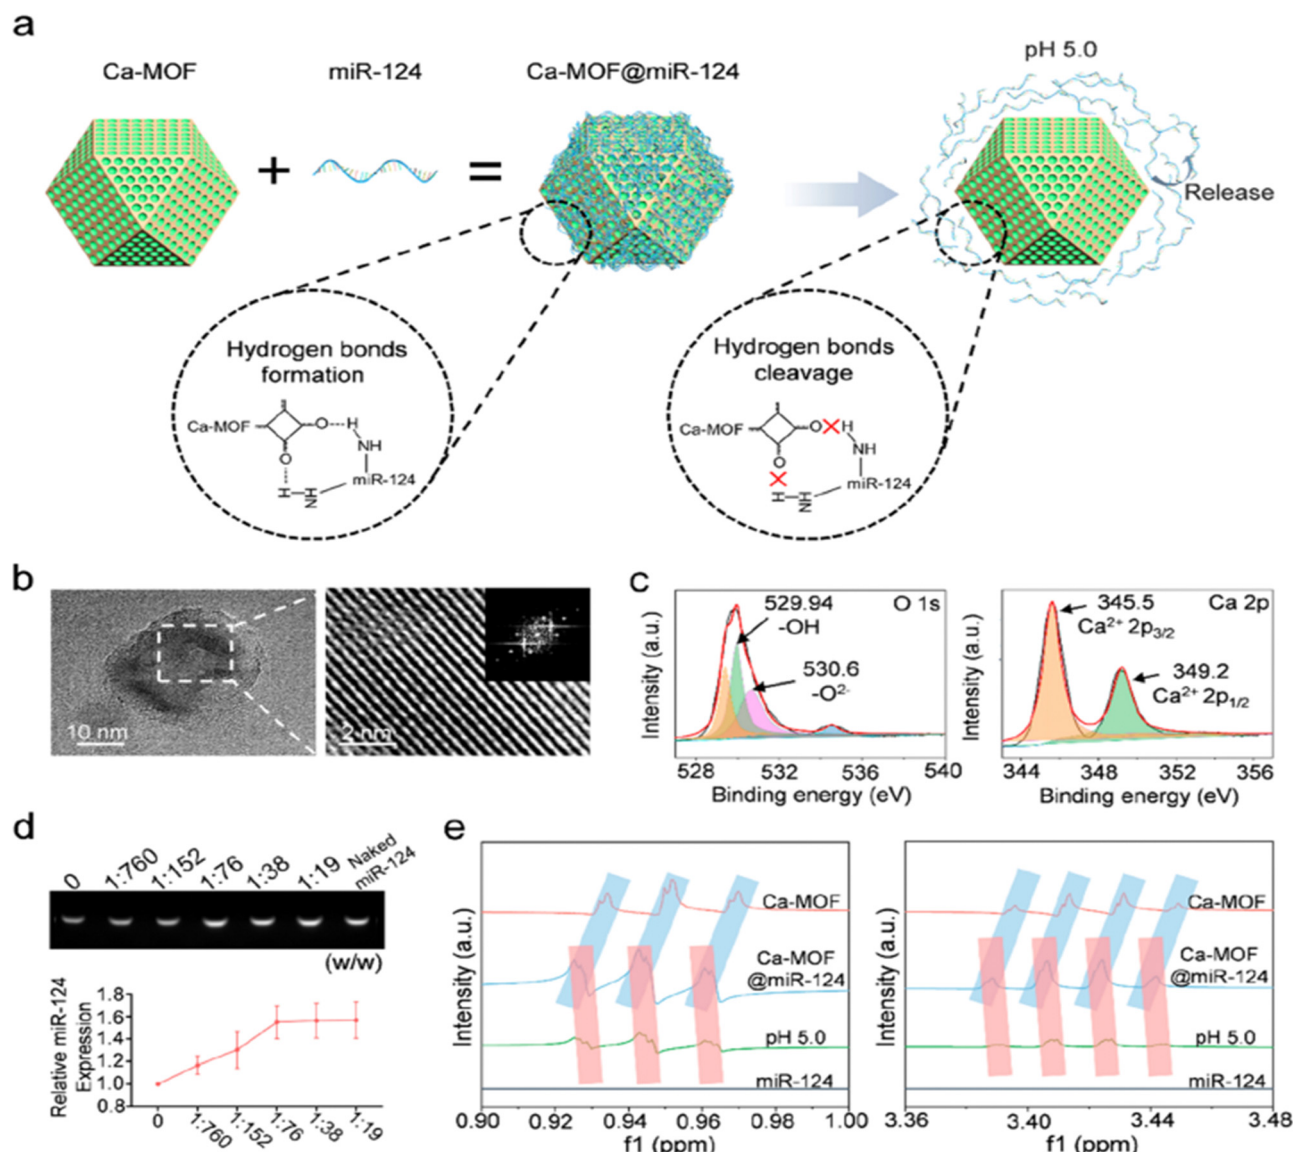 a
Ca-MOF
miR-124
Ca-MOF@miR-124
pH 5.0
+
=
Release
Hydrogen bonds
formation
Ca-MOF
O
H
NH
O
miR-124
H
N
H
Hydrogen bonds
cleavage
Ca-MOF
O
H
NH
O
miR-124
H
N
H
b
10 nm
2 nm
c
529.94
-OH
O 1s
530.6
-O²⁻
Intensity (a.u.)
528 532 536 540
Binding energy (eV)
345.5
Ca²⁺ 2p₃/₂
Ca 2p
349.2
Ca²⁺ 2p₁/₂
Intensity (a.u.)
344 348 352 356
Binding energy (eV)
d
0 1:760 1:152 1:76 1:38 1:19 Naked
miR-124
(w/w)
Relative miR-124
Expression
1.8
1.6
1.4
1.2
1.0
0.8
0 1:760 1:152 1:76 1:38 1:19
e
Intensity (a.u.)
Ca-MOF
Ca-MOF
@miR-124
pH 5.0
miR-124
0.90 0.92 0.94 0.96 0.98 1.00
f1 (ppm)
Intensity (a.u.)
Ca-MOF
Ca-MOF
@miR-124
pH 5.0
miR-124
3.36 3.40 3.44 3.48
f1 (ppm)